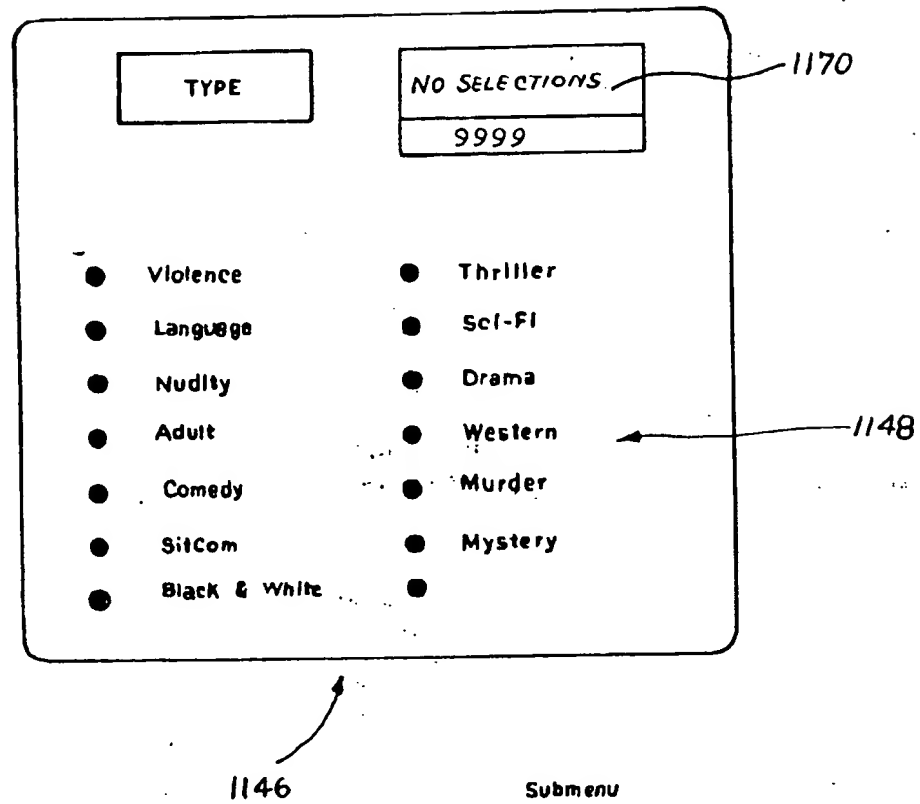 TYPE
NO SELECTIONS
1170
9999
Violence
Thriller
Language
Sci-Fi
Nudity
Drama
Adult
Western
1148
Comedy
Murder
SitCom
Mystery
Black & White
1146
Submenu